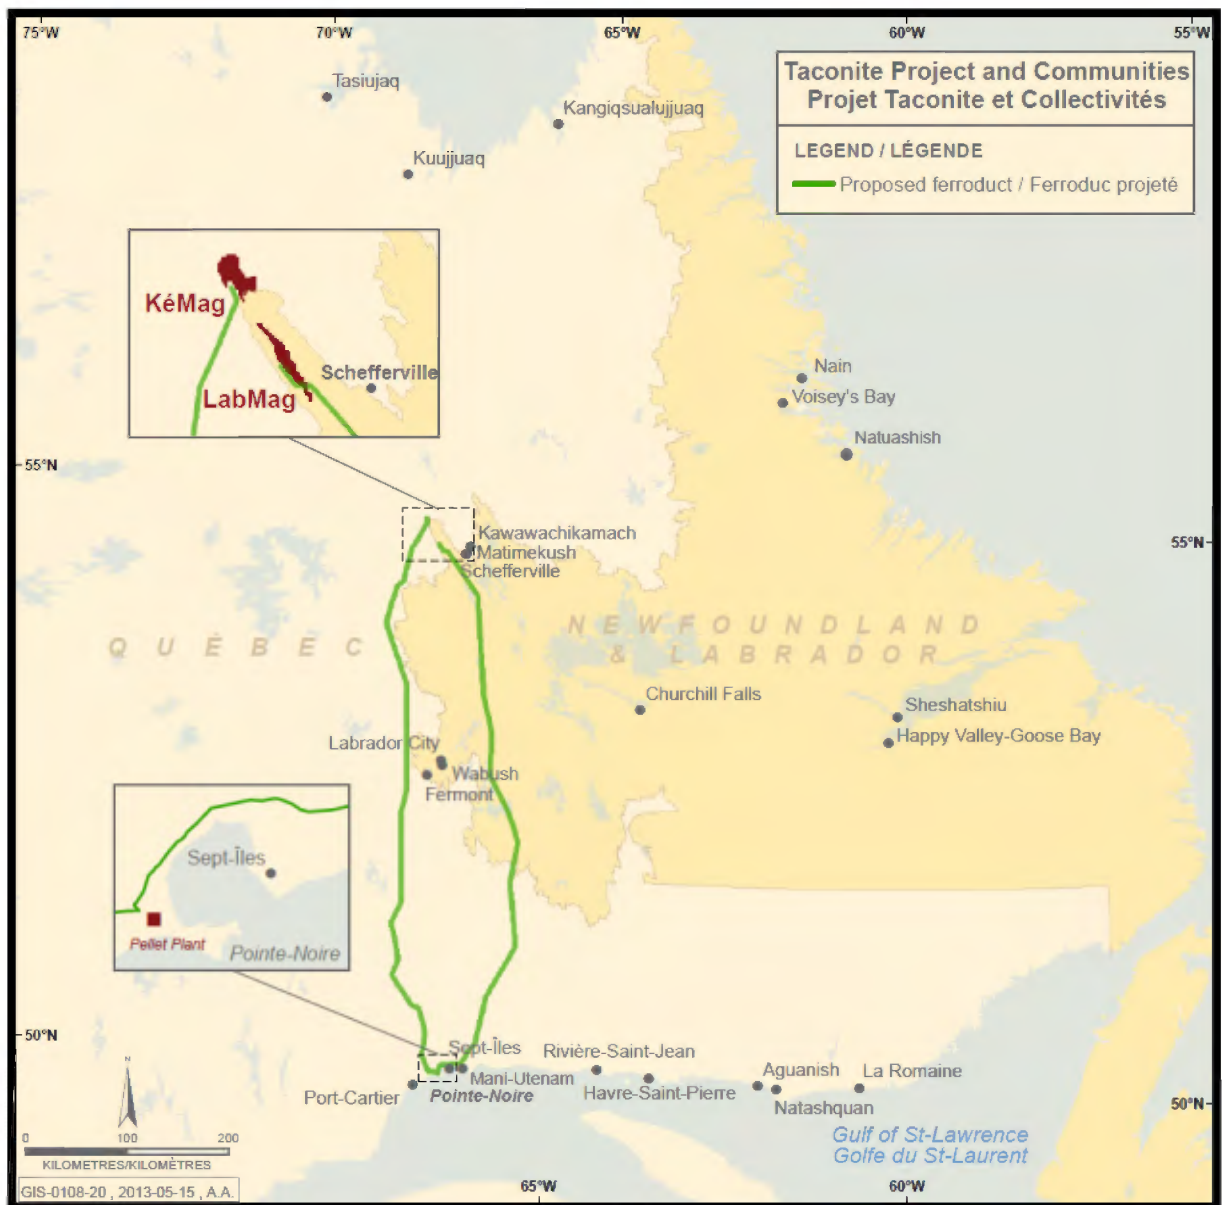 75°W
70°W
65°W
60°W
55°W
Taconite Project and Communities
Projet Taconite et Collectivités
LEGEND / LÉGENDE
Proposed ferroduct / Ferroduc projeté
Tasiujaq
Kangiqsualujjuaq
Kuujjuaq
KéMag
Schefferville
LabMag
Nain
Voisey's Bay
Natuashish
55°W
Kawawachikamach
55°W
Matimekush
Schefferville
QUÉBEC
NEWFOUNDLAND
& LABRADOR
Churchill Falls
Sheshatshiu
Happy Valley-Goose Bay
Labrador City
Wabush
Fermont
Sept-Îles
Pellet Plant
Pointe-Noire
50°W
N
Sept-Îles
Rivière-Saint-Jean
Mani-Utenam
Aguanish
La Romaine
Port-Cartier
Pointe-Noire
Havre-Saint-Pierre
Natashquan
50°W
Gulf of St-Lawrence
Golfe du St-Laurent
0 100 200
KILOMETRES/KILOMÈTRES
GIS-0108-20 , 2013-05-15 , A.A.
65°W
60°W